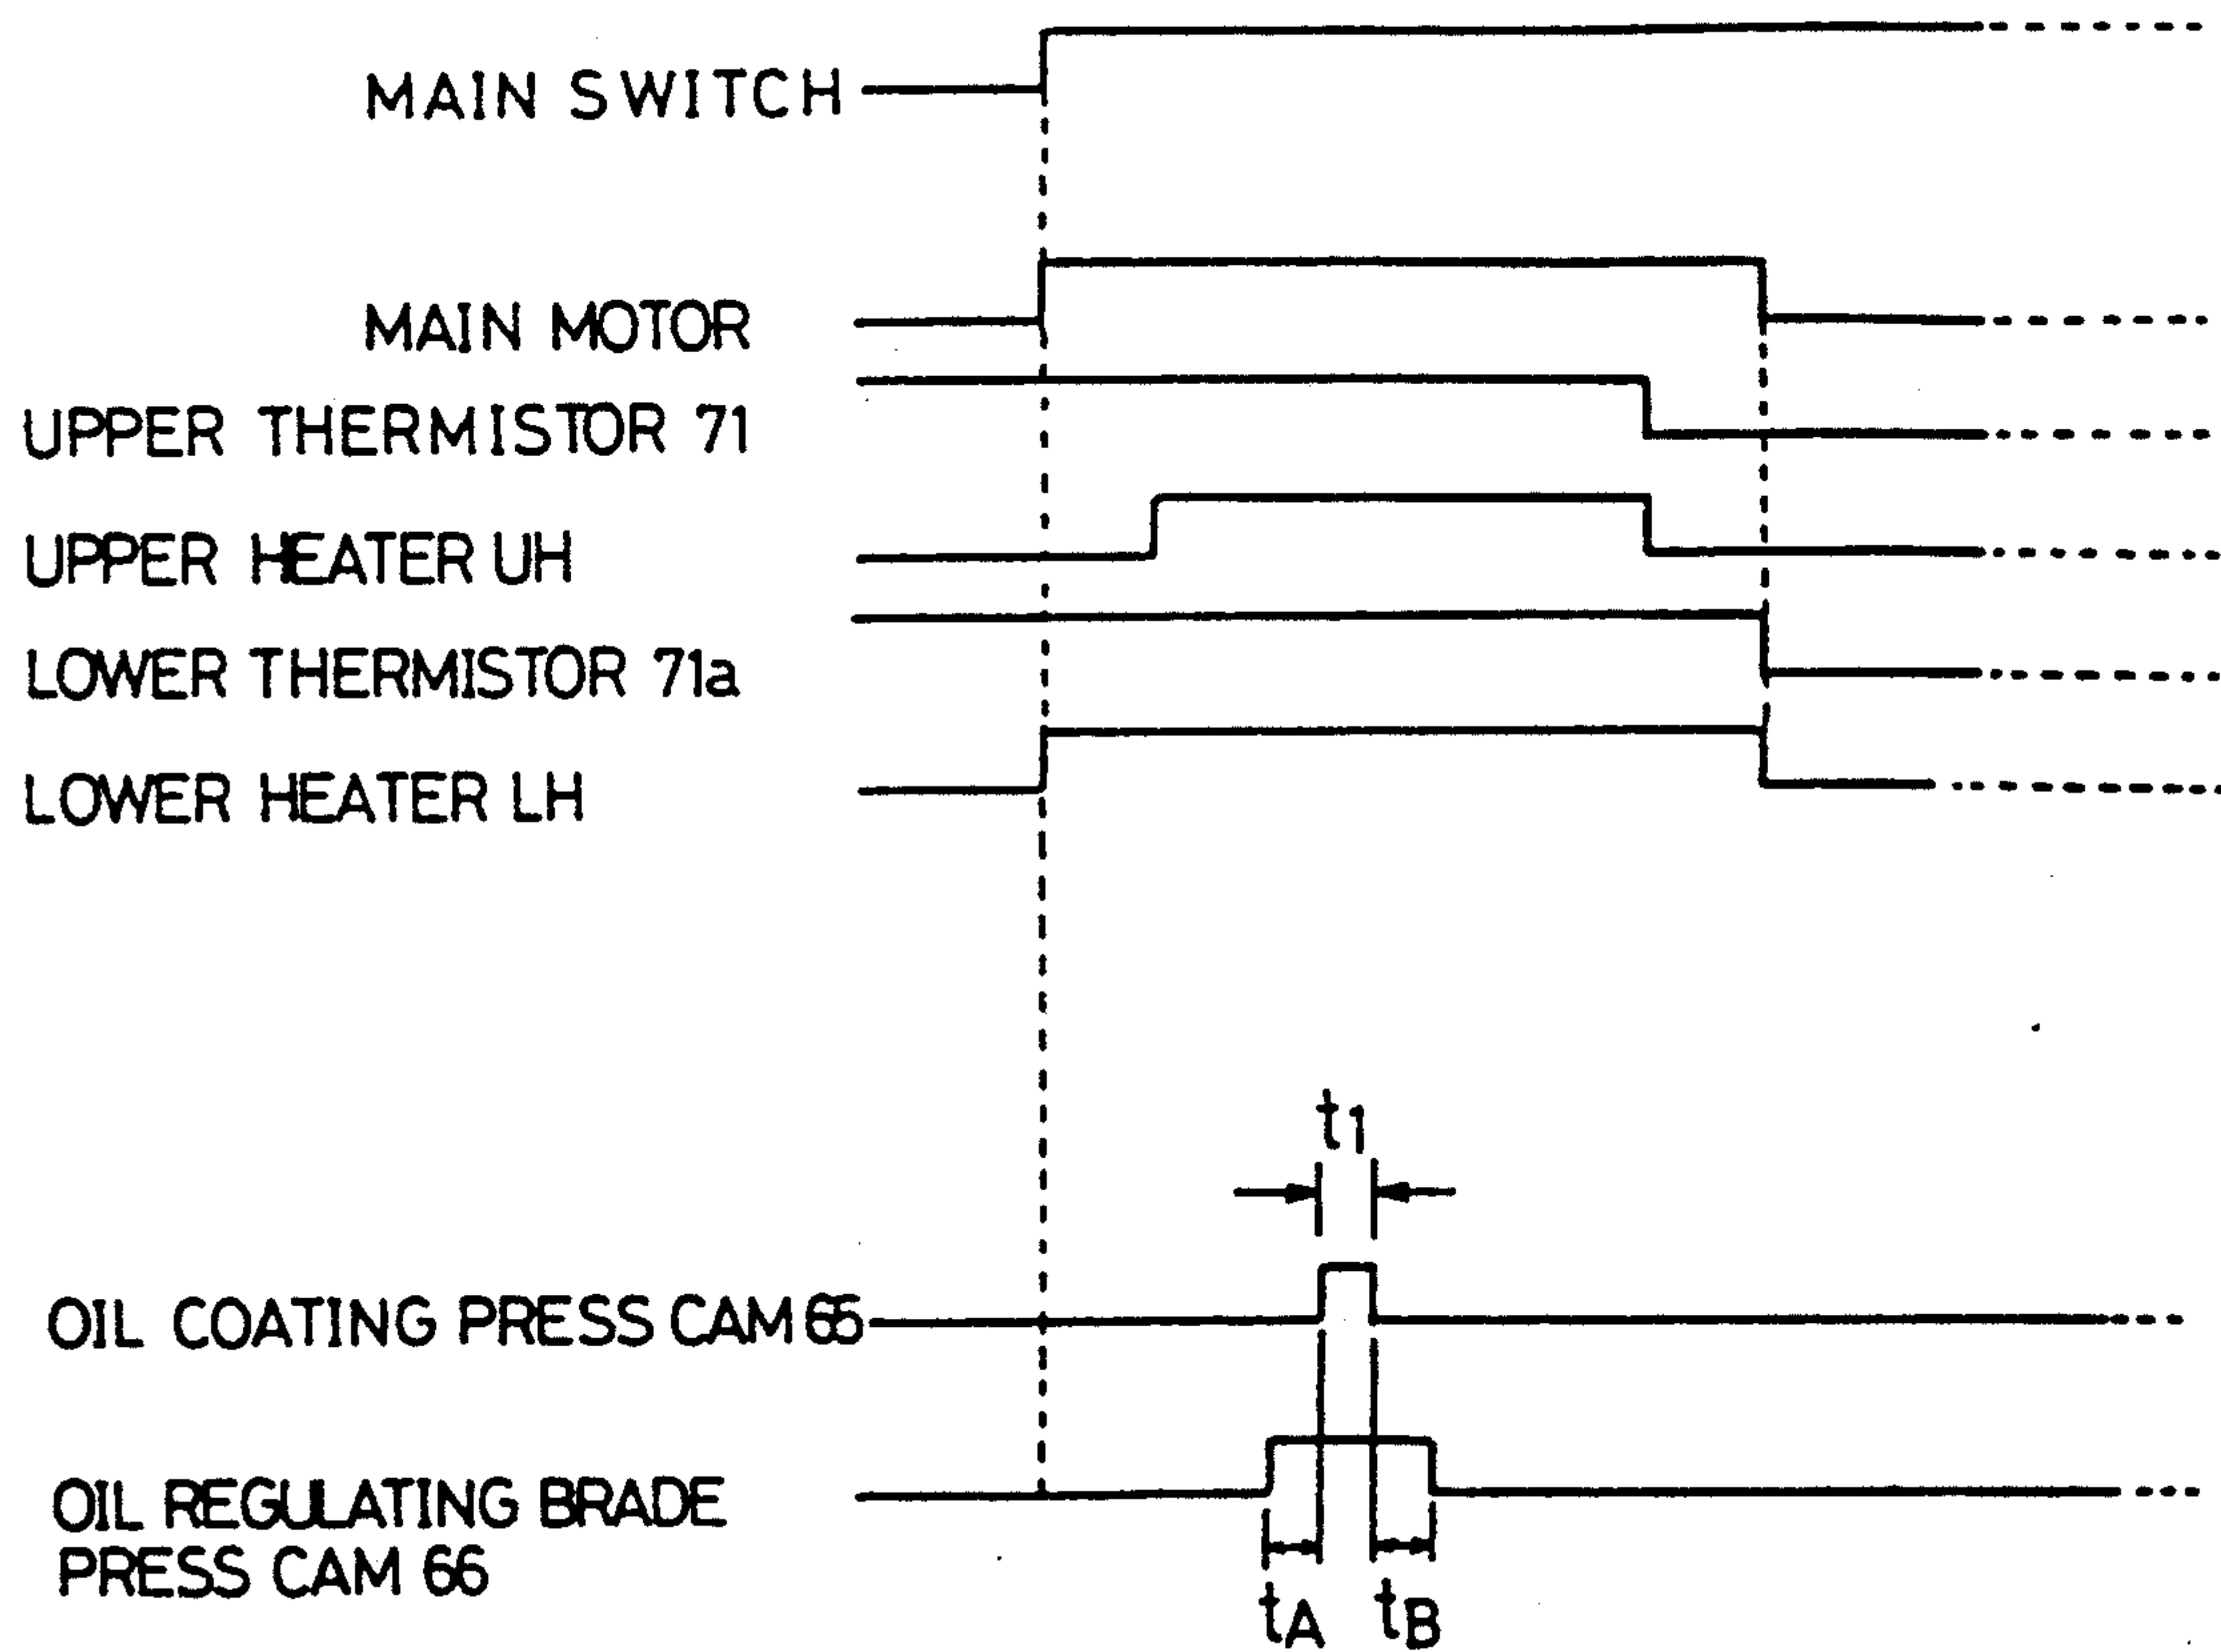 MAIN SWITCH
MAIN MOTOR
UPPER THERMISTOR 71
UPPER HEATER UH
LOWER THERMISTOR 71a
LOWER HEATER LH
t1
OIL COATING PRESS CAM 65
OIL REGULATING BRADE
PRESS CAM 66
tA tB